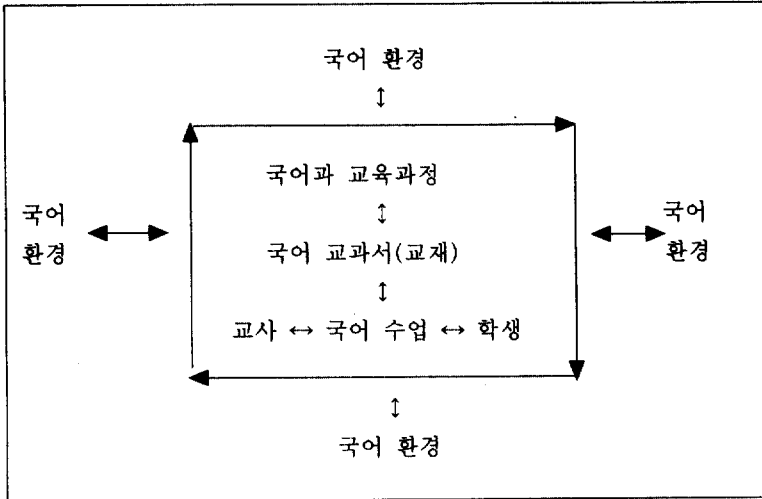 국어 환경
↕
국어과 교육과정
↕
국어 환경
국어 교과서(교재)
국어 환경
↕
교사 ↔ 국어 수업 ↔ 학생
↕
국어 환경